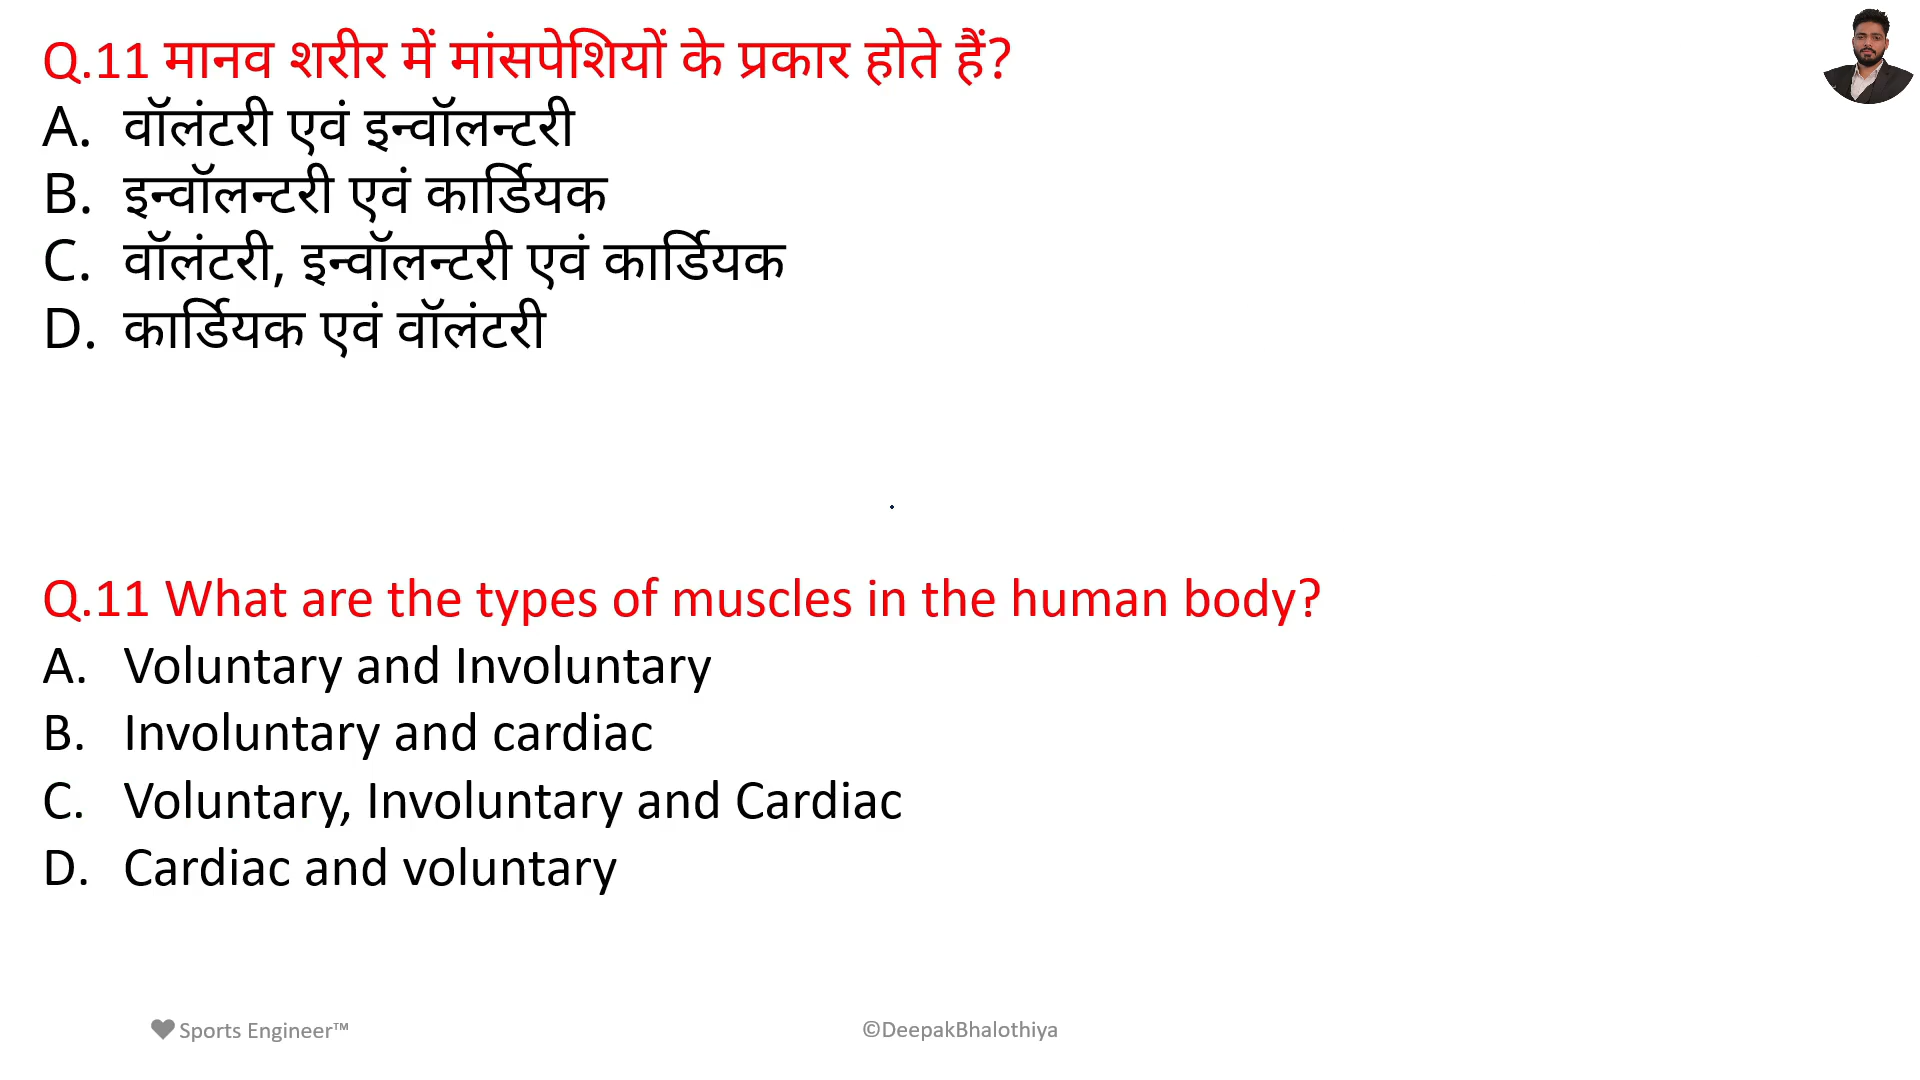 Q.11 मानव शरीर में मांसपेशियों के प्रकार होते हैं?
A. वॉलंटरी एवं इन्वॉलन्टरी
B. इन्वॉलन्टरी एवं कार्डियक
C. वॉलंटरी, इन्वॉलन्टरी एवं कार्डियक
D. कार्डियक एवं वॉलंटरी
Q.11 What are the types of muscles in the human body?
A. Voluntary and Involuntary
B. Involuntary and cardiac
C. Voluntary, Involuntary and Cardiac
D. Cardiac and voluntary
Sports Engineer™
©DeepakBhalothiya